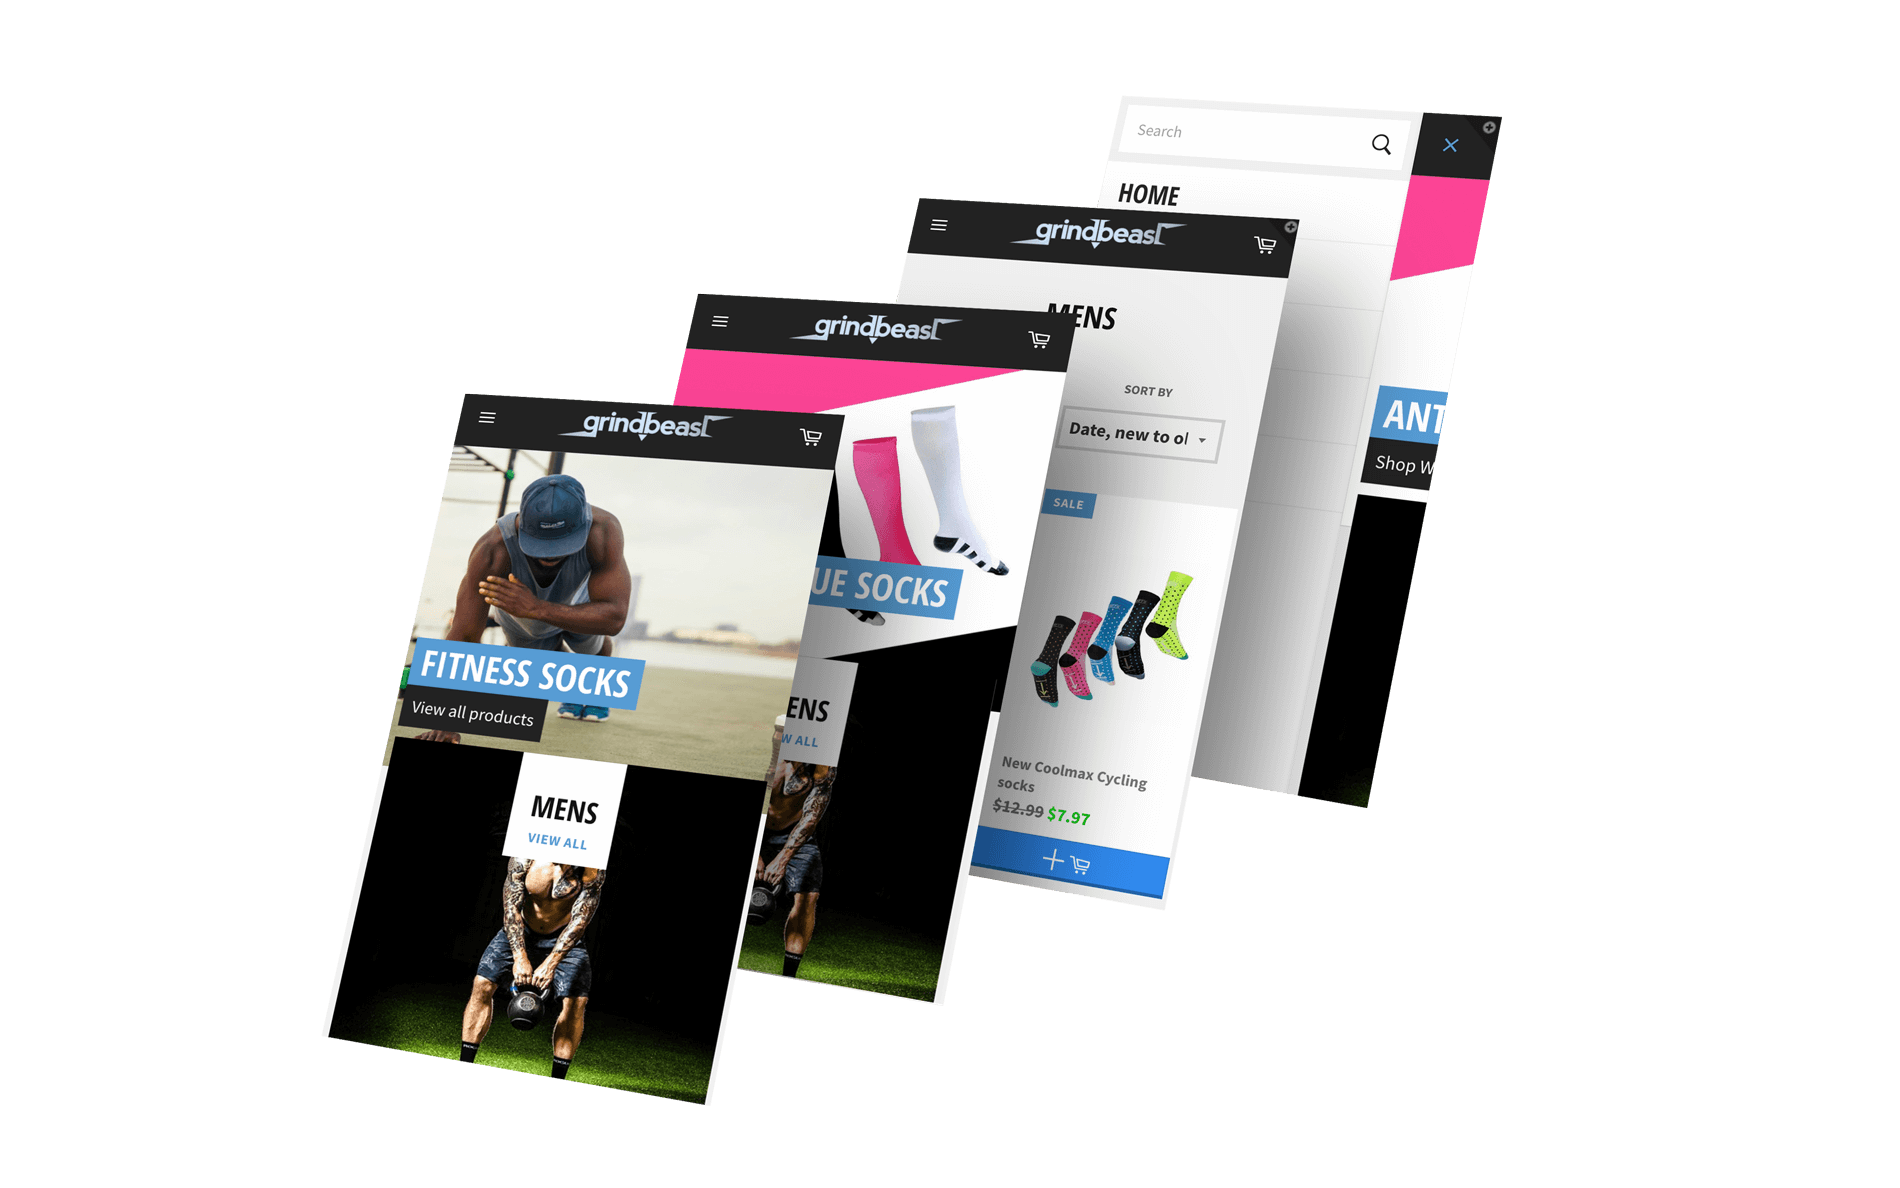 grindbeast
FITNESS SOCKS
View all products
MENS
VIEW ALL
grindbeast
UE SOCKS
ENS
W ALL
grindbeast
MENS
SORT BY
Date, new to ol
SALE
New Coolmax Cycling
socks
$12.99 $7.97
Search
HOME
ANT
Shop W